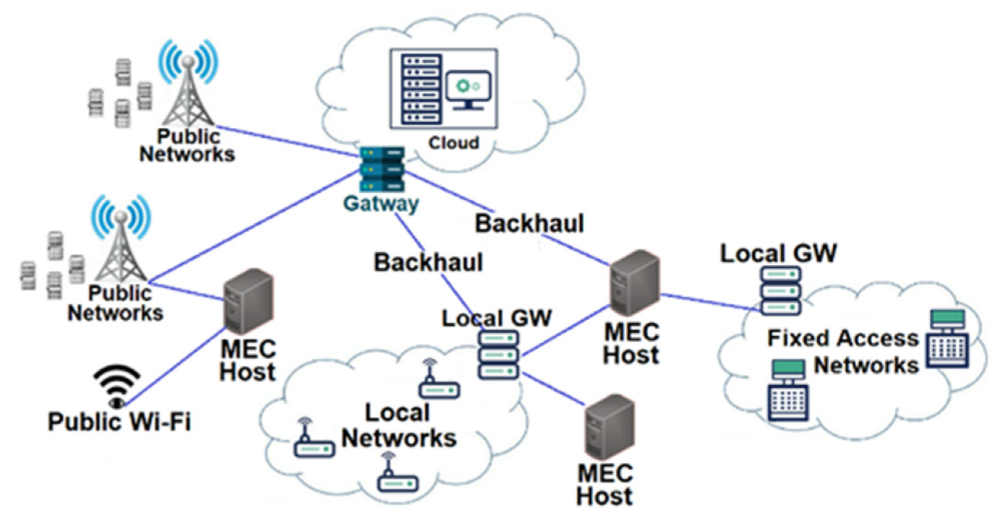 Public
Networks
Cloud
Gatway
Backhaul
Backhaul
Public
Networks
MEC
Host
Public Wi-Fi
Local GW
Local
Networks
MEC
Host
MEC
Host
Local GW
Fixed Access
Networks